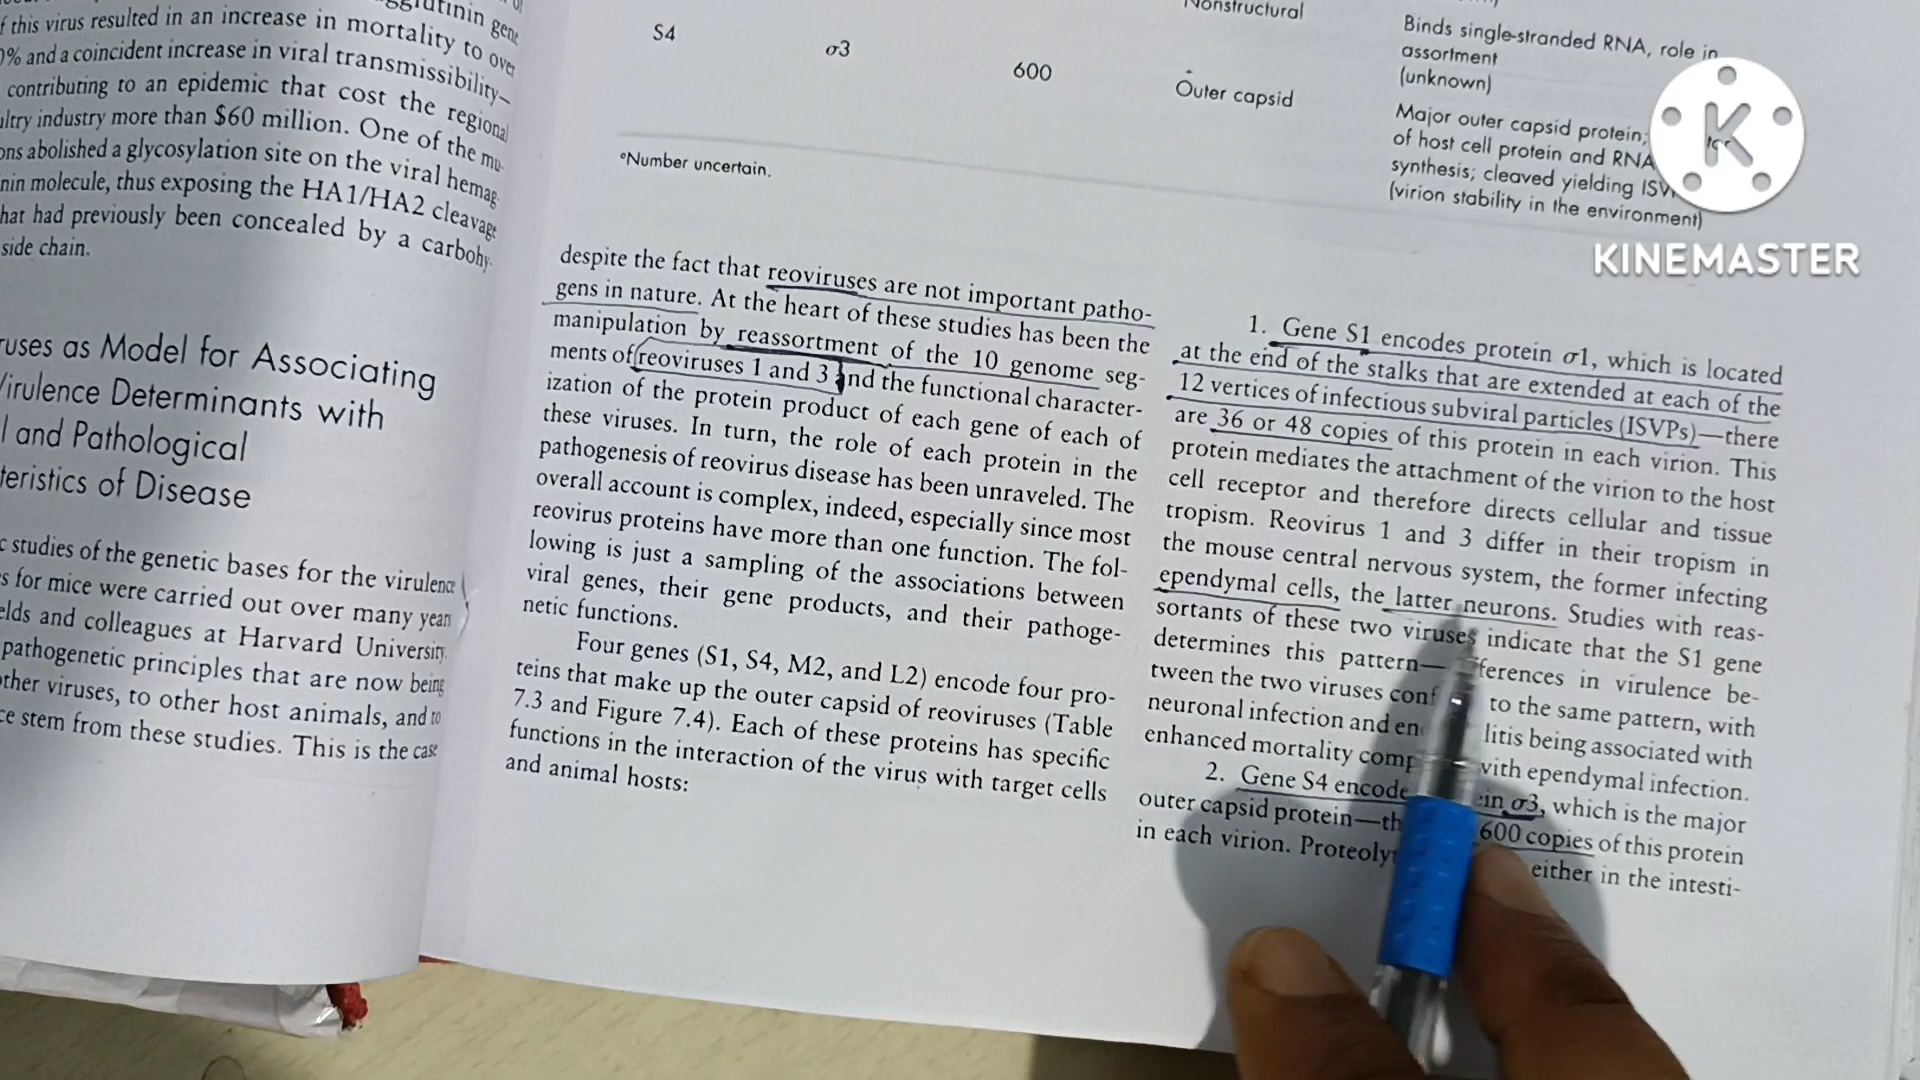 gglutinin gene
f this virus resulted in an increase in mortality to over
0% and a coincident increase in viral transmissibility—
contributing to an epidemic that cost the regional
ultry industry more than $60 million. One of the mu-
ons abolished a glycosylation site on the viral hemag-
nin molecule, thus exposing the HA1/HA2 cleavage
hat had previously been concealed by a carbohy-
side chain.
ruses as Model for Associating
Virulence Determinants with
l and Pathological
teristics of Disease
c studies of the genetic bases for the virulence
s for mice were carried out over many years
elds and colleagues at Harvard University.
pathogenetic principles that are now being
other viruses, to other host animals, and to
ce stem from these studies. This is the case
S4 σ3 600 Outer capsid
Nonstructural
Binds single-stranded RNA, role in
assortment
(unknown)
Major outer capsid protein;
of host cell protein and RNA
synthesis; cleaved yielding ISV
(virion stability in the environment)
ᵃNumber uncertain.
despite the fact that reoviruses are not important patho-
gens in nature. At the heart of these studies has been the
manipulation by reassortment of the 10 genome seg-
ments of reoviruses 1 and 3 and the functional character-
ization of the protein product of each gene of each of
these viruses. In turn, the role of each protein in the
pathogenesis of reovirus disease has been unraveled. The
overall account is complex, indeed, especially since most
reovirus proteins have more than one function. The fol-
lowing is just a sampling of the associations between
viral genes, their gene products, and their pathoge-
netic functions.
Four genes (S1, S4, M2, and L2) encode four pro-
teins that make up the outer capsid of reoviruses (Table
7.3 and Figure 7.4). Each of these proteins has specific
functions in the interaction of the virus with target cells
and animal hosts:
1. Gene S1 encodes protein σ1, which is located
at the end of the stalks that are extended at each of the
12 vertices of infectious subviral particles (ISVPs)—there
are 36 or 48 copies of this protein in each virion. This
protein mediates the attachment of the virion to the host
cell receptor and therefore directs cellular and tissue
tropism. Reovirus 1 and 3 differ in their tropism in
the mouse central nervous system, the former infecting
ependymal cells, the latter neurons. Studies with reas-
sortants of these two viruses indicate that the S1 gene
determines this pattern— ferences in virulence be-
tween the two viruses conf to the same pattern, with
neuronal infection and en litis being associated with
enhanced mortality comp with ependymal infection.
2. Gene S4 encode in σ3, which is the major
outer capsid protein—th 600 copies of this protein
in each virion. Proteoly either in the intesti-
K
KINEMASTER